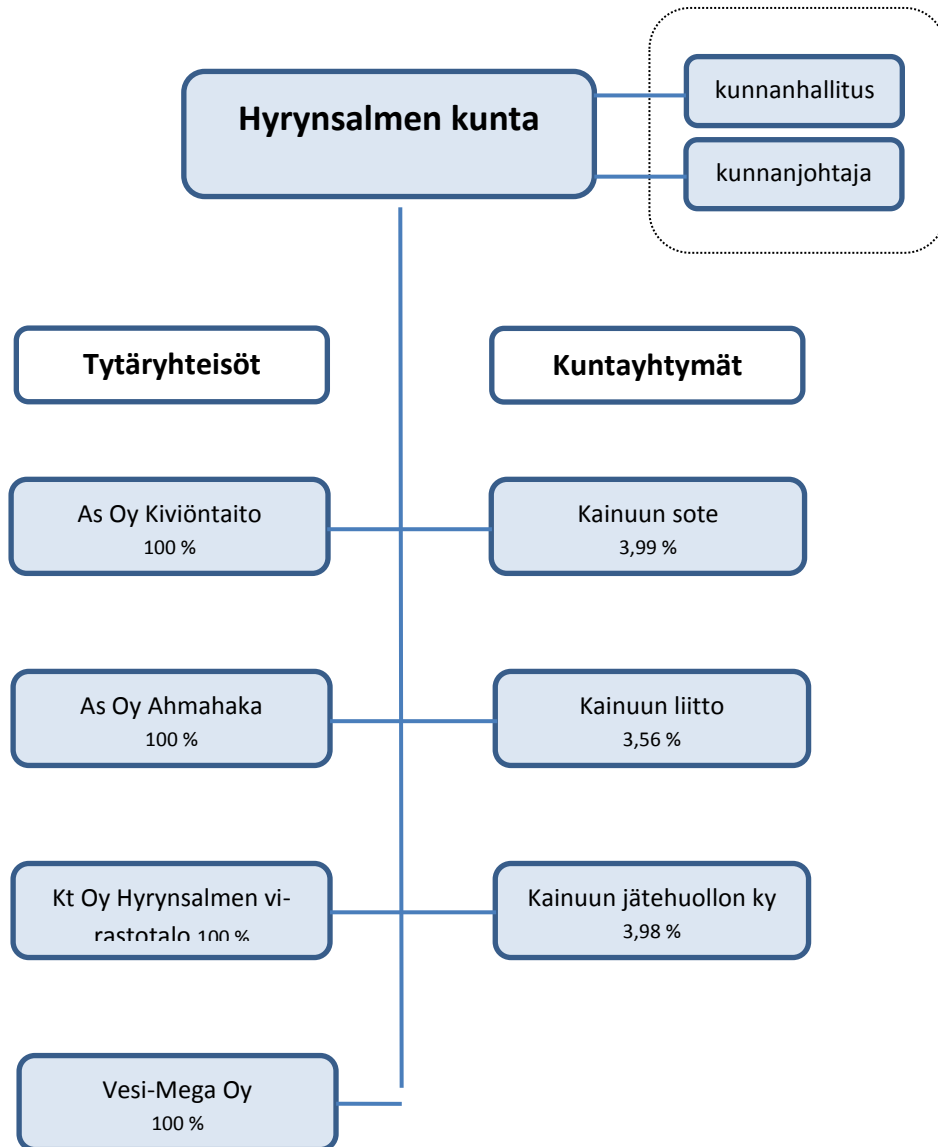 Hyrynsalmen kunta
kunnanhallitus
kunnanjohtaja
Tytäryhteisöt
Kuntayhtymät
As Oy Kiviöntaito
100 %
Kainuun sote
3,99 %
As Oy Ahmahaka
100 %
Kainuun liitto
3,56 %
Kt Oy Hyrynsalmen vi-
rastotalo 100 %
Kainuun jätehuollon ky
3,98 %
Vesi-Mega Oy
100 %